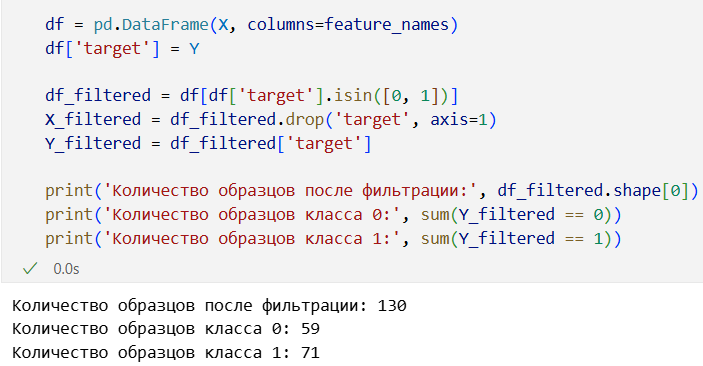 df = pd.DataFrame(X, columns=feature_names)
df['target'] = Y
df_filtered = df[df['target'].isin([0, 1])]
X_filtered = df_filtered.drop('target', axis=1)
Y_filtered = df_filtered['target']
print('Количество образцов после фильтрации:', df_filtered.shape[0])
print('Количество образцов класса 0:', sum(Y_filtered == 0))
print('Количество образцов класса 1:', sum(Y_filtered == 1))
0.0s
Количество образцов после фильтрации: 130
Количество образцов класса 0: 59
Количество образцов класса 1: 71